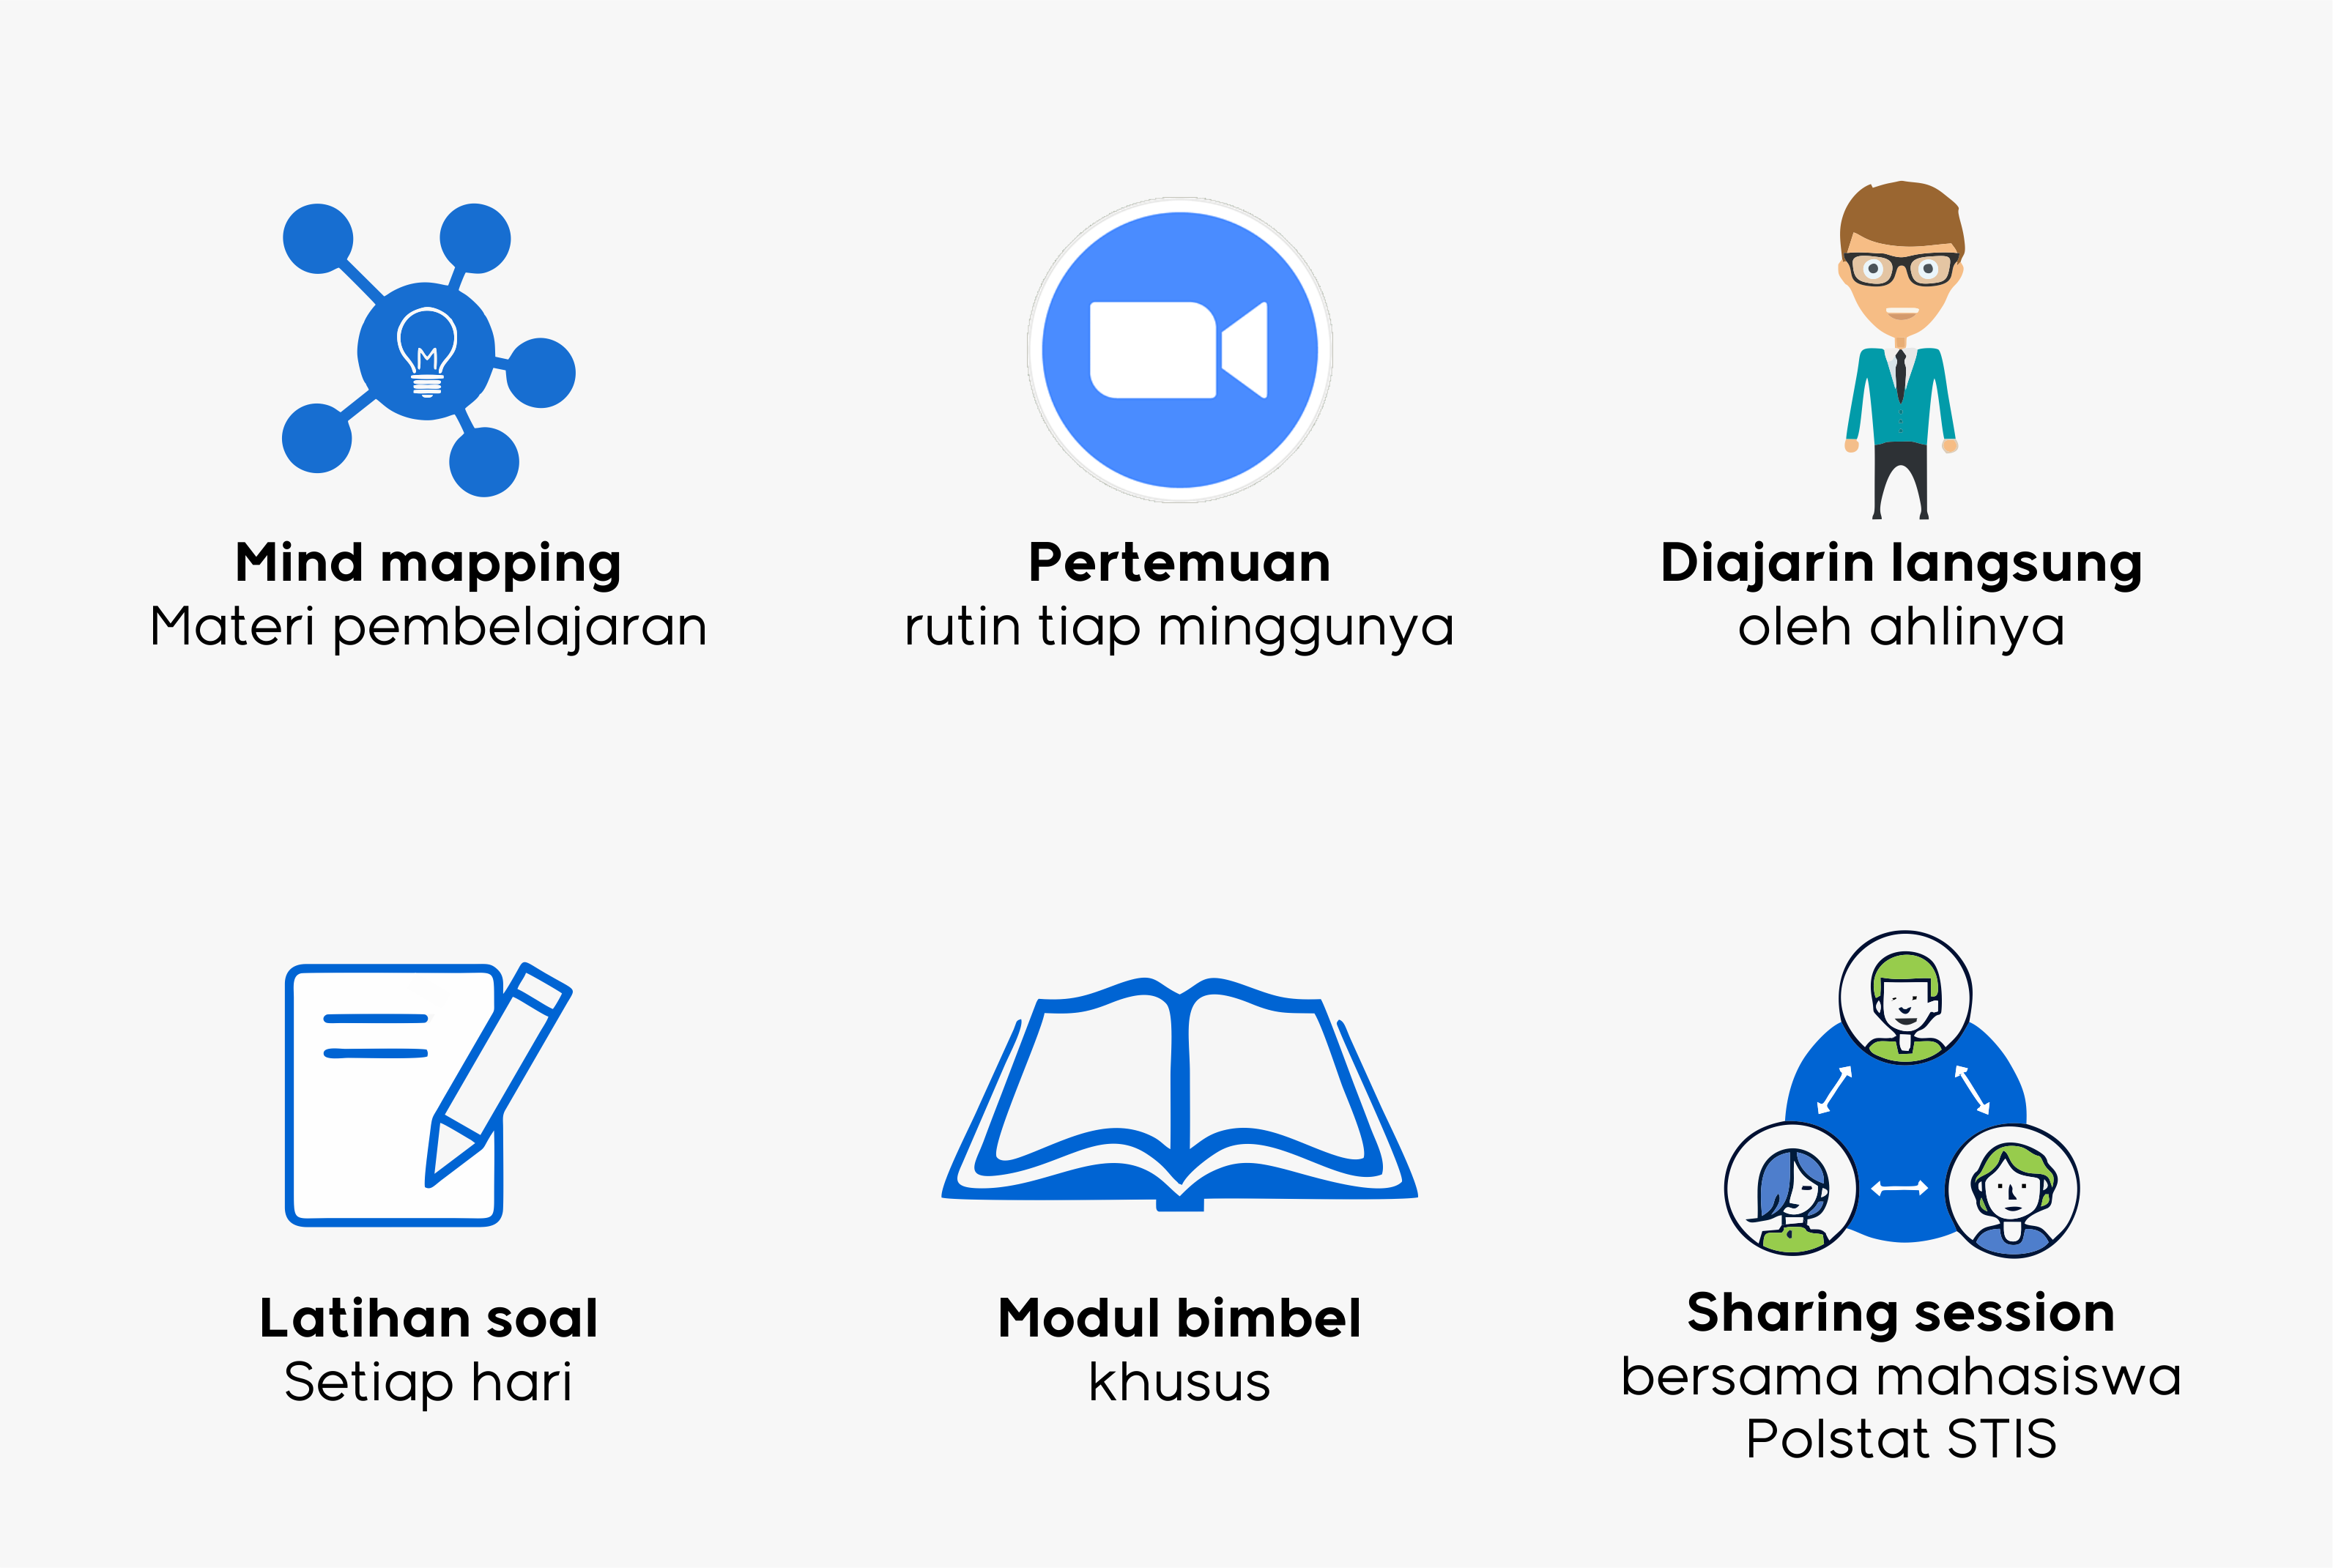 Mind mapping
Materi pembelajaran
Pertemuan
rutin tiap minggunya
Diajarin langsung
oleh ahlinya
Latihan soal
Setiap hari
Modul bimbel
khusus
Sharing session
bersama mahasiswa
Polstat STIS